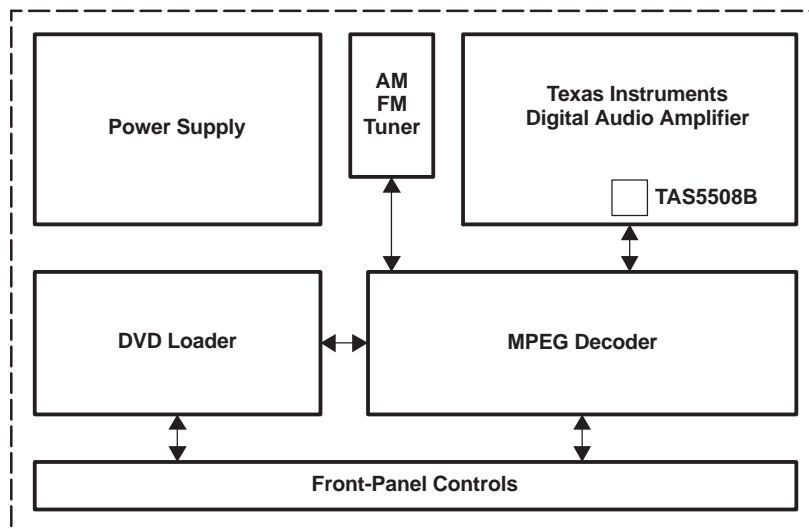 Power Supply
AM
FM
Tuner
Texas Instruments
Digital Audio Amplifier
TAS5508B
DVD Loader
MPEG Decoder
Front-Panel Controls